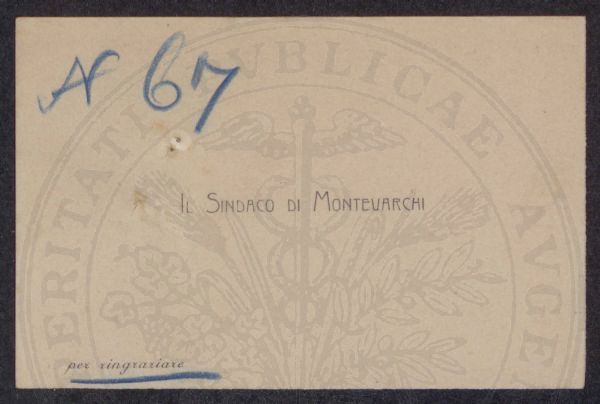 N 67
IL SINDACO DI MONTEVARCHI
per ringraziare